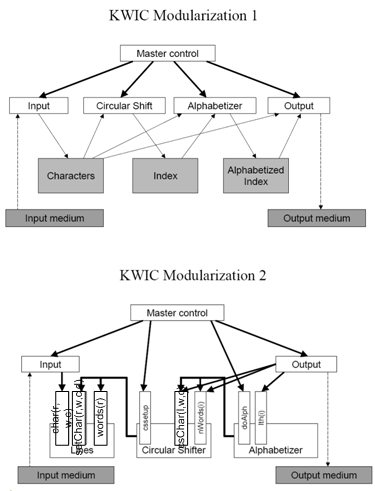 KWIC Modularization 1
Master control
Input
Circular Shift
Alphabetizer
Output
Characters
Index
Alphabetized
Index
Input medium
Output medium
KWIC Modularization 2
Master control
Input
Output
char(r,
w,c)
setChar(r,w,c,d)
words(r)
cssetup
nWords(i)
doAlph
ith(i)
Circular Shifter
Alphabetizer
Input medium
Output medium